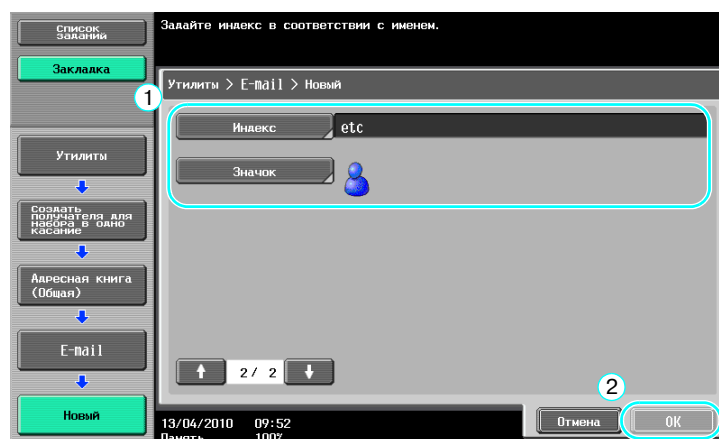 Список
заданий
Задайте индекс в соответствии с именем.
Закладка
Утилиты > E-mail > Новый
1
Индекс
etc
Утилиты
Значок
Создать
получателя для
набора в одно
касание
Адресная книга
(Общая)
E-mail
2/ 2
2
Новый
Отмена
OK
13/04/2010 09:52
Память 100%